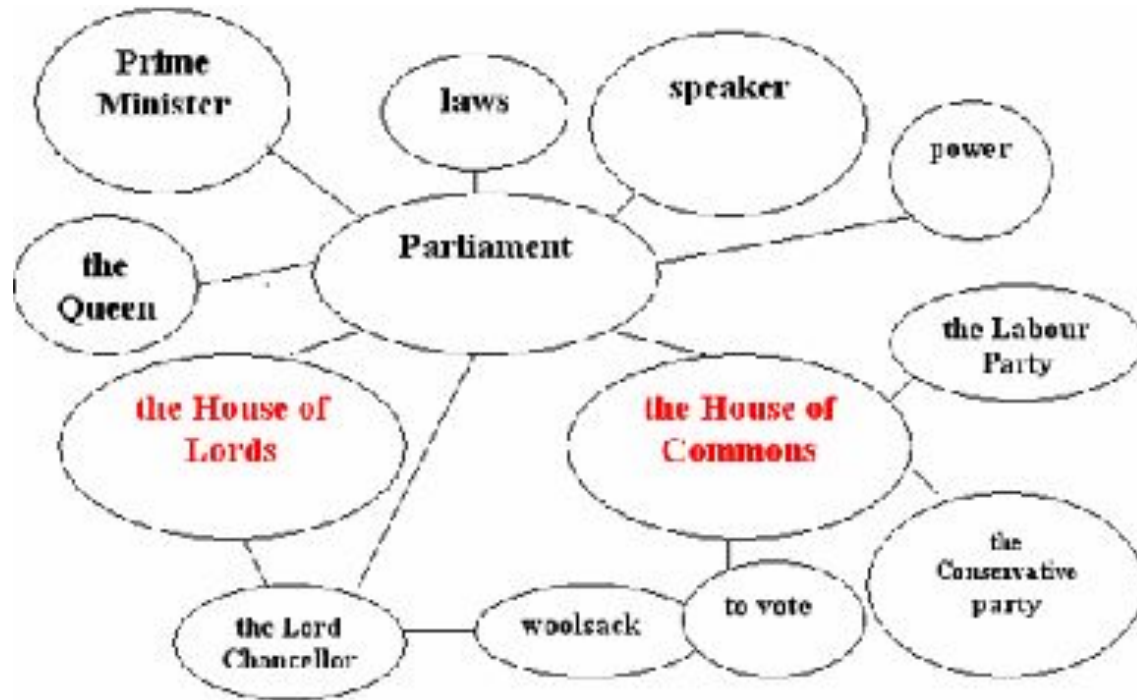 Prime
Minister
laws
speaker
power
Parliament
the
Queen
the Labour
Party
the House of
Lords
the House of
Commons
the
Conservative
party
the Lord
Chancellor
woolsack
to vote